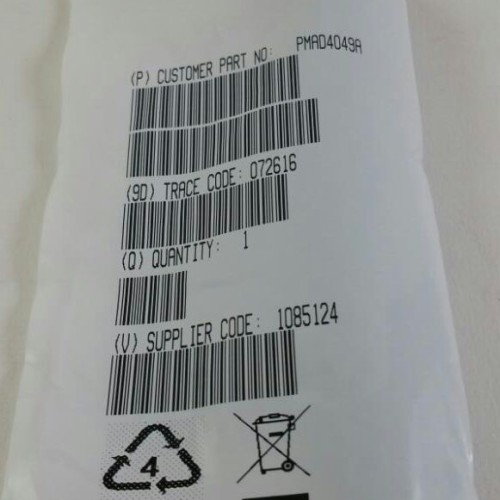 (P) CUSTOMER PART NO: PMAD4049A
(9D) TRACE CODE: 072616
(Q) QUANTITY: 1
(V) SUPPLIER CODE: 1085124
4